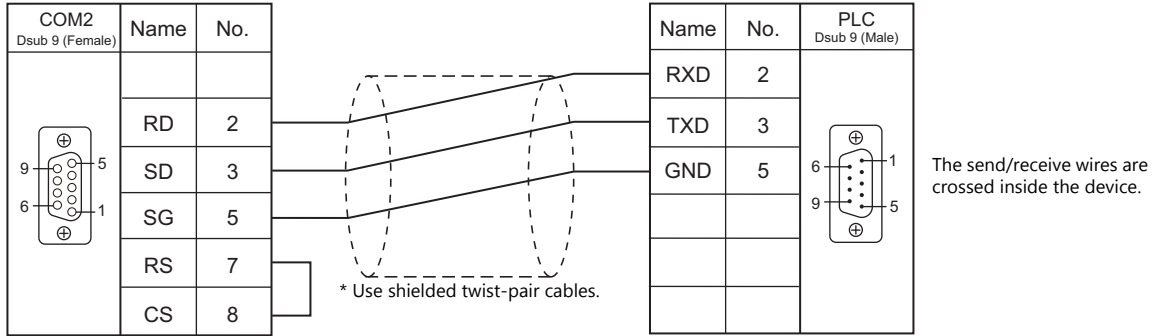 COM2
Dsub 9 (Female)
Name No.
RD 2
SD 3
SG 5
RS 7
CS 8
9 5
6 1
* Use shielded twist-pair cables.
Name No.
PLC
Dsub 9 (Male)
RXD 2
TXD 3
GND 5
6 1
9 5
The send/receive wires are
crossed inside the device.